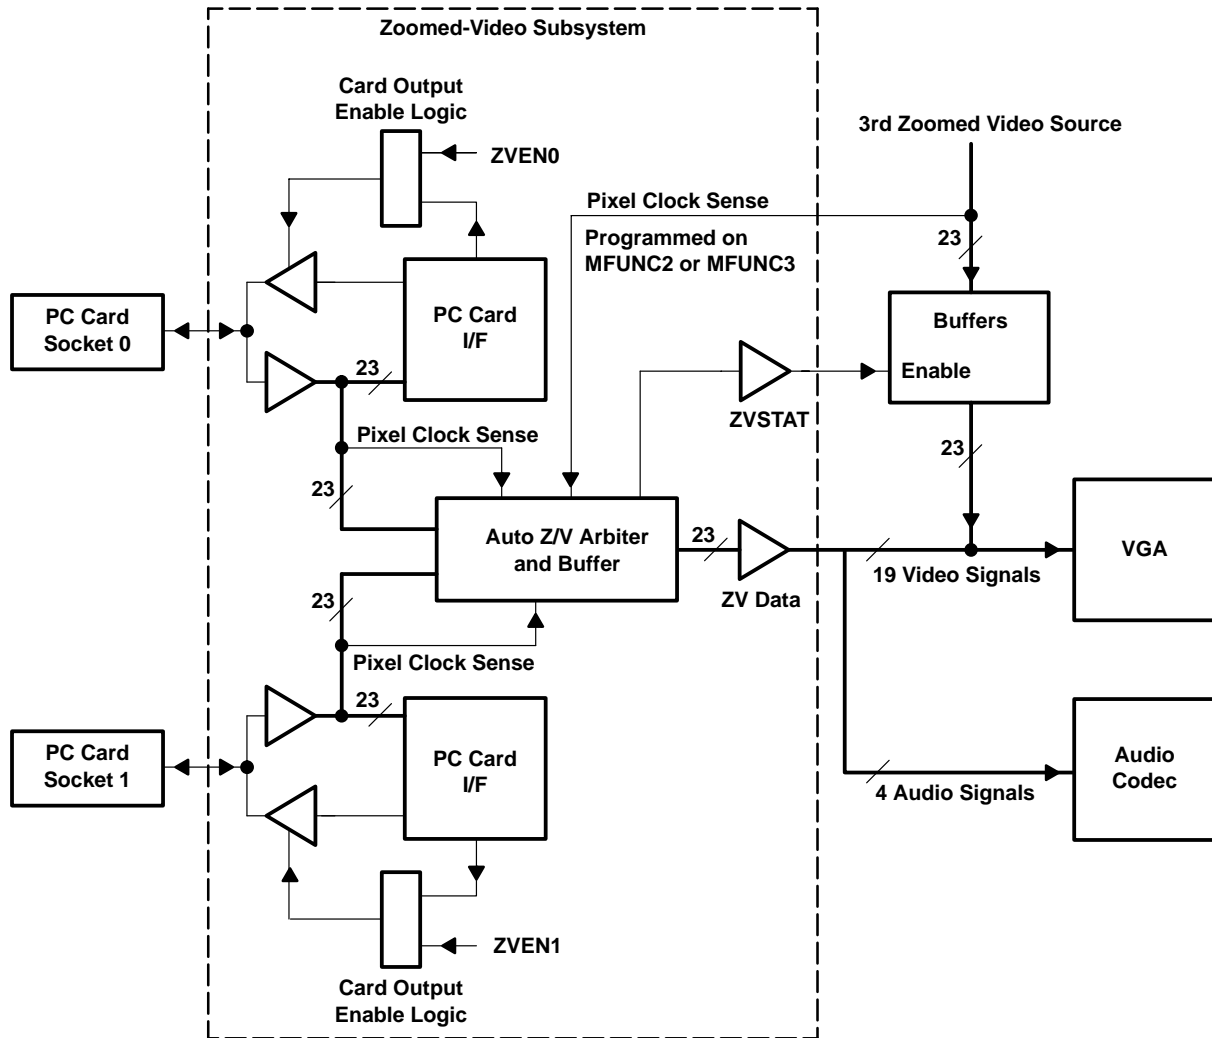 Zoomed-Video Subsystem
Card Output
Enable Logic
ZVEN0
3rd Zoomed Video Source
Pixel Clock Sense
Programmed on
MFUNC2 or MFUNC3
23
PC Card
Socket 0
PC Card
I/F
Buffers
Enable
23
ZVSTAT
Pixel Clock Sense
23
23
Auto Z/V Arbiter
and Buffer
23
ZV Data
19 Video Signals
VGA
23
Pixel Clock Sense
23
PC Card
Socket 1
PC Card
I/F
4 Audio Signals
Audio
Codec
ZVEN1
Card Output
Enable Logic